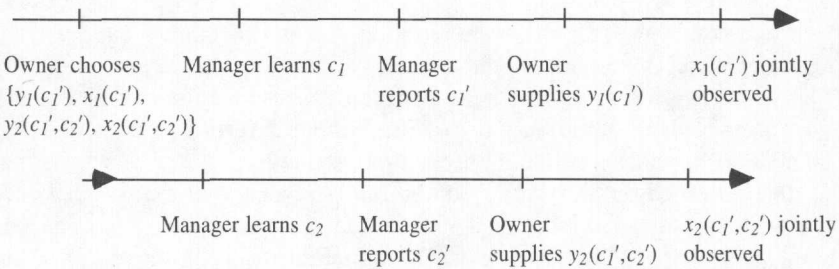 Owner chooses
{y₁(c₁'), x₁(c₁'),
y₂(c₁',c₂'), x₂(c₁',c₂')}
Manager learns c₁
Manager
reports c₁'
Owner
supplies y₁(c₁')
x₁(c₁') jointly
observed
Manager learns c₂
Manager
reports c₂'
Owner
supplies y₂(c₁',c₂')
x₂(c₁',c₂') jointly
observed